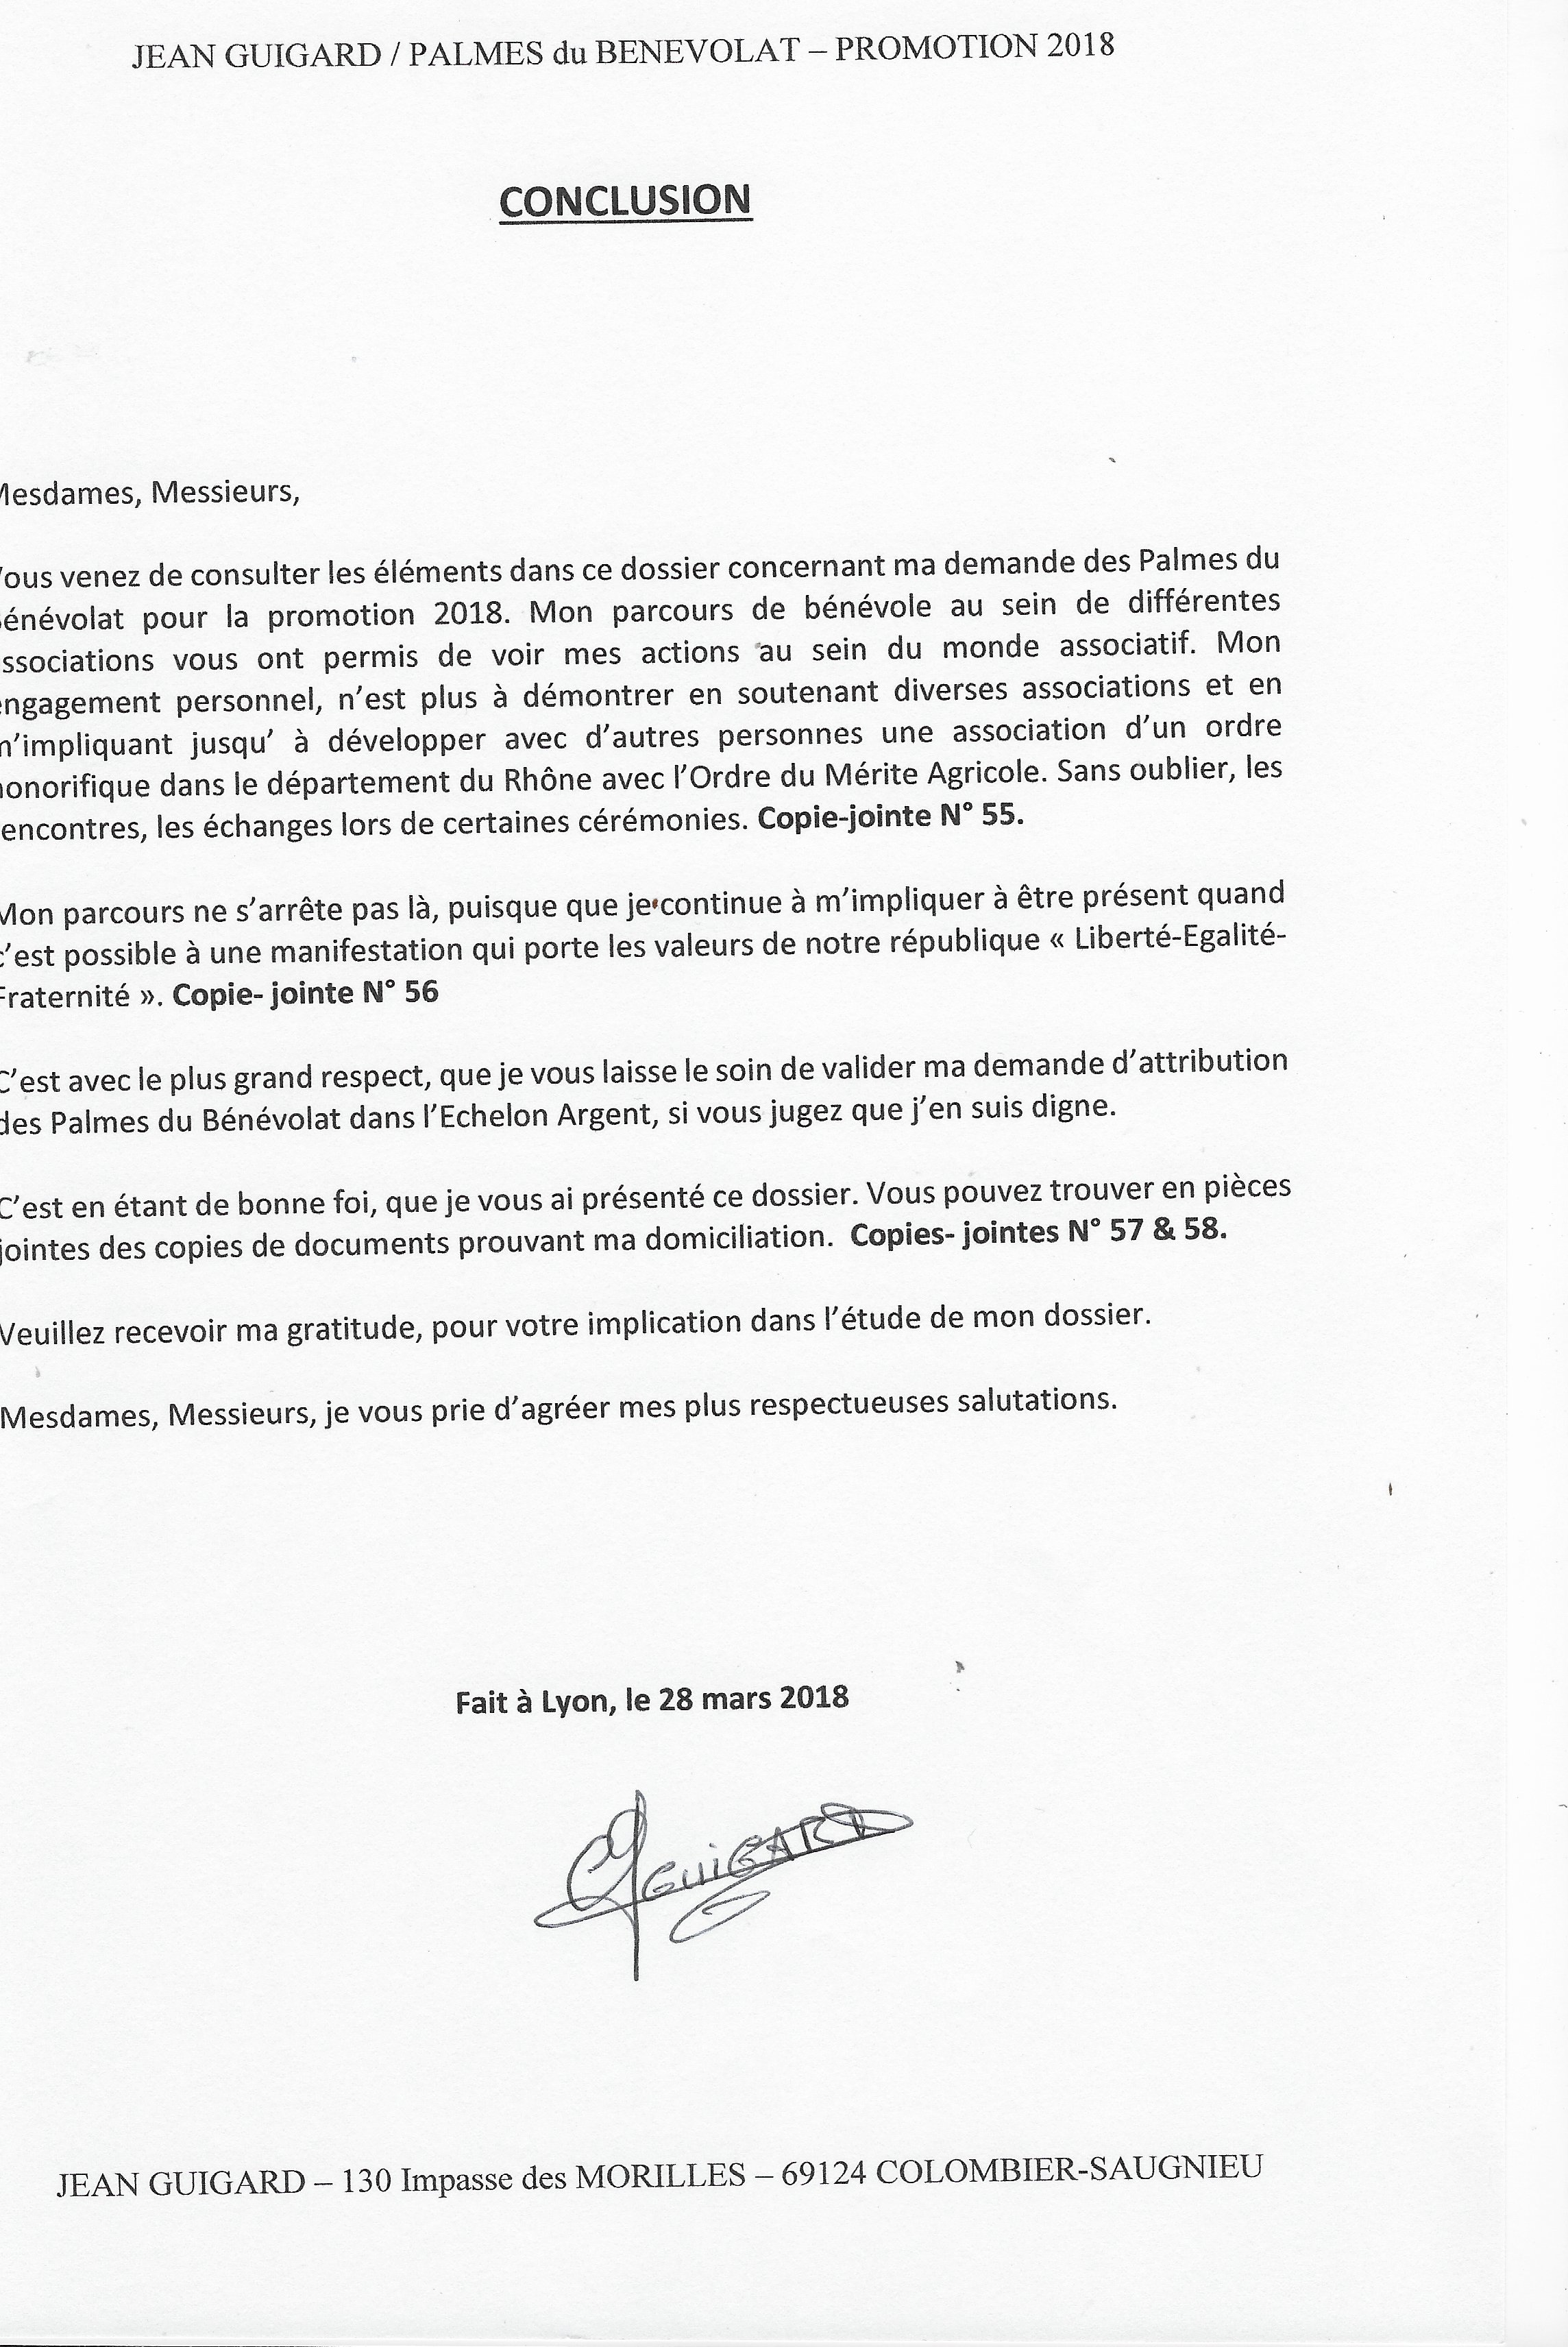 JEAN GUIGARD / PALMES du BENEVOLAT – PROMOTION 2018
CONCLUSION
Mesdames, Messieurs,
Vous venez de consulter les éléments dans ce dossier concernant ma demande des Palmes du
Bénévolat pour la promotion 2018. Mon parcours de bénévole au sein de différentes
associations vous ont permis de voir mes actions au sein du monde associatif. Mon
engagement personnel, n'est plus à démontrer en soutenant diverses associations et en
m'impliquant jusqu' à développer avec d'autres personnes une association d'un ordre
honorifique dans le département du Rhône avec l'Ordre du Mérite Agricole. Sans oublier, les
rencontres, les échanges lors de certaines cérémonies. Copie-jointe N° 55.
Mon parcours ne s'arrête pas là, puisque que je continue à m'impliquer à être présent quand
c'est possible à une manifestation qui porte les valeurs de notre république « Liberté-Egalité-
Fraternité ». Copie- jointe N° 56
C'est avec le plus grand respect, que je vous laisse le soin de valider ma demande d'attribution
des Palmes du Bénévolat dans l'Echelon Argent, si vous jugez que j'en suis digne.
C'est en étant de bonne foi, que je vous ai présenté ce dossier. Vous pouvez trouver en pièces
jointes des copies de documents prouvant ma domiciliation. Copies- jointes N° 57 & 58.
Veuillez recevoir ma gratitude, pour votre implication dans l'étude de mon dossier.
Mesdames, Messieurs, je vous prie d'agréer mes plus respectueuses salutations.
Fait à Lyon, le 28 mars 2018
GUIGARD
JEAN GUIGARD – 130 Impasse des MORILLES – 69124 COLOMBIER-SAUGNIEU